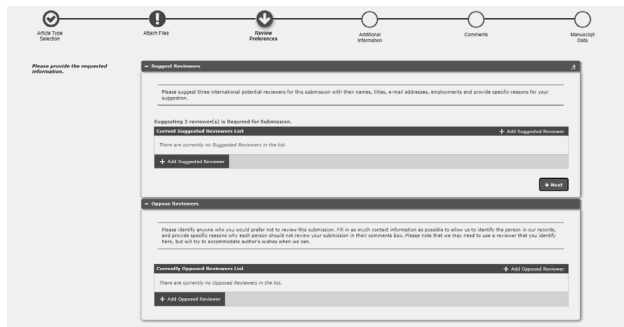 Article Type
Selection
Attach Files
Review
Preferences
Additional
Information
Comments
Manuscript
Data
Please provide the requested
information.
− Suggest Reviewers
Please suggest three international potential reviewers for this submission with their names, titles, e-mail addresses, employments and provide specific reasons for your
suggestion.
Suggesting 3 reviewer(s) is Required for Submission.
Current Suggested Reviewers List
+ Add Suggested Reviewer
There are currently no Suggested Reviewers in the list.
+ Add Suggested Reviewer
Next
− Oppose Reviewers
Please identify anyone who you would prefer not to review this submission. Fill in as much contact information as possible to allow us to identify the person in our records,
and provide specific reasons why each person should not review your submission in their comments box. Please note that we may need to use a reviewer that you identify
here, but will try to accommodate author's wishes when we can.
Currently Opposed Reviewers List
+ Add Opposed Reviewer
There are currently no Opposed Reviewers in the list.
+ Add Opposed Reviewer